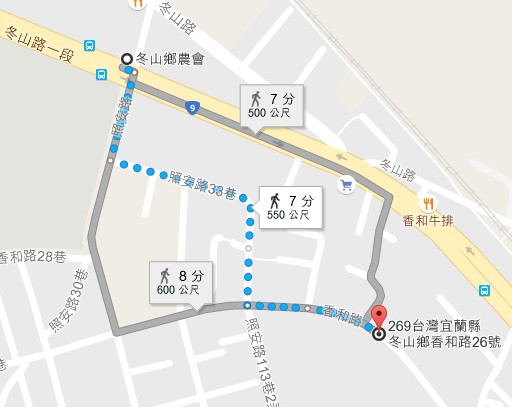 冬山路
冬山路一段
冬山鄉農會
7 分
500 公尺
照安路
9
照安路33巷
冬山路
7 分
550 公尺
香和牛排
香和路28巷
8 分
600 公尺
照安路30巷
香和路
269台灣宜蘭縣
冬山鄉香和路26號
照安路113巷2弄